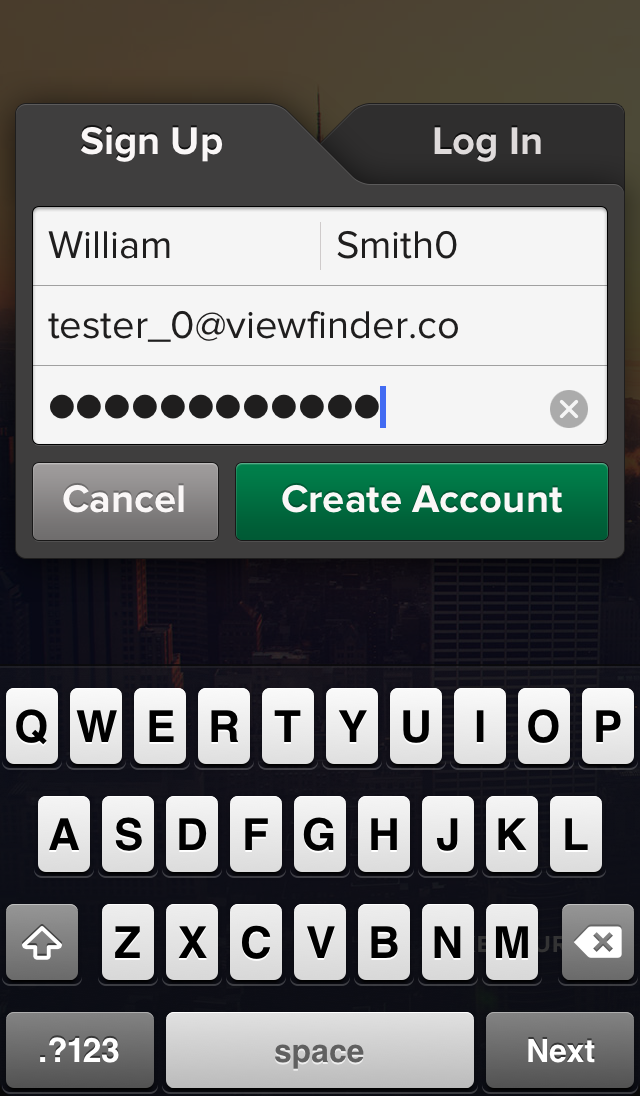 Sign Up Log In
William Smith0
tester_0@viewfinder.co
●●●●●●●●●●●●
Cancel Create Account
Q W E R T Y U I O P
A S D F G H J K L
Z X C V B N M
.?123 space Next